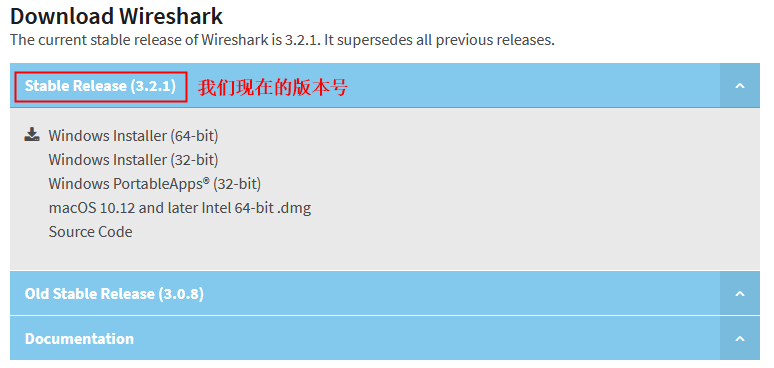 Download Wireshark
The current stable release of Wireshark is 3.2.1. It supersedes all previous releases.
Stable Release (3.2.1) 我们现在的版本号
Windows Installer (64-bit)
Windows Installer (32-bit)
Windows PortableApps® (32-bit)
macOS 10.12 and later Intel 64-bit .dmg
Source Code
Old Stable Release (3.0.8)
Documentation